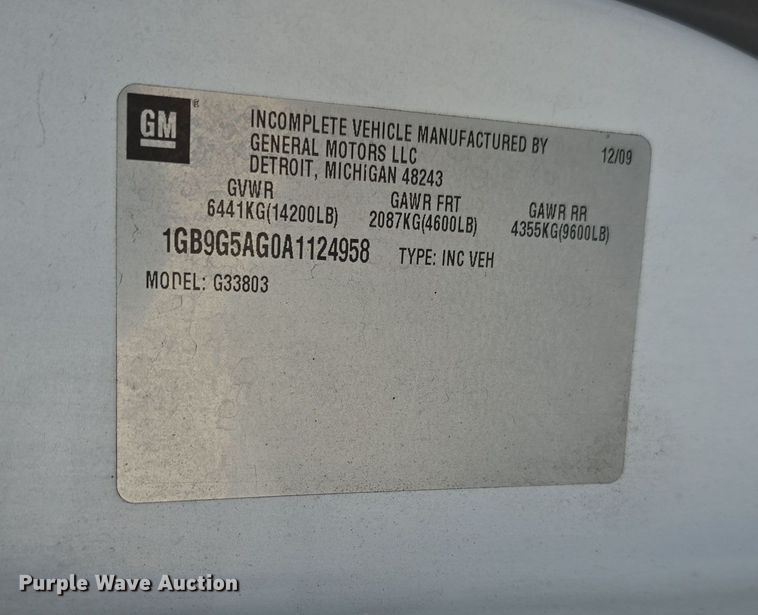 GM®
INCOMPLETE VEHICLE MANUFACTURED BY 12/09
GENERAL MOTORS LLC
DETROIT, MICHIGAN 48243
GVWR GAWR FRT GAWR RR
6441KG(14200LB) 2087KG(4600LB) 4355KG(9600LB)
1GB9G5AG0A1124958 TYPE: INC VEH
MODEL: G33803
Purple Wave Auction